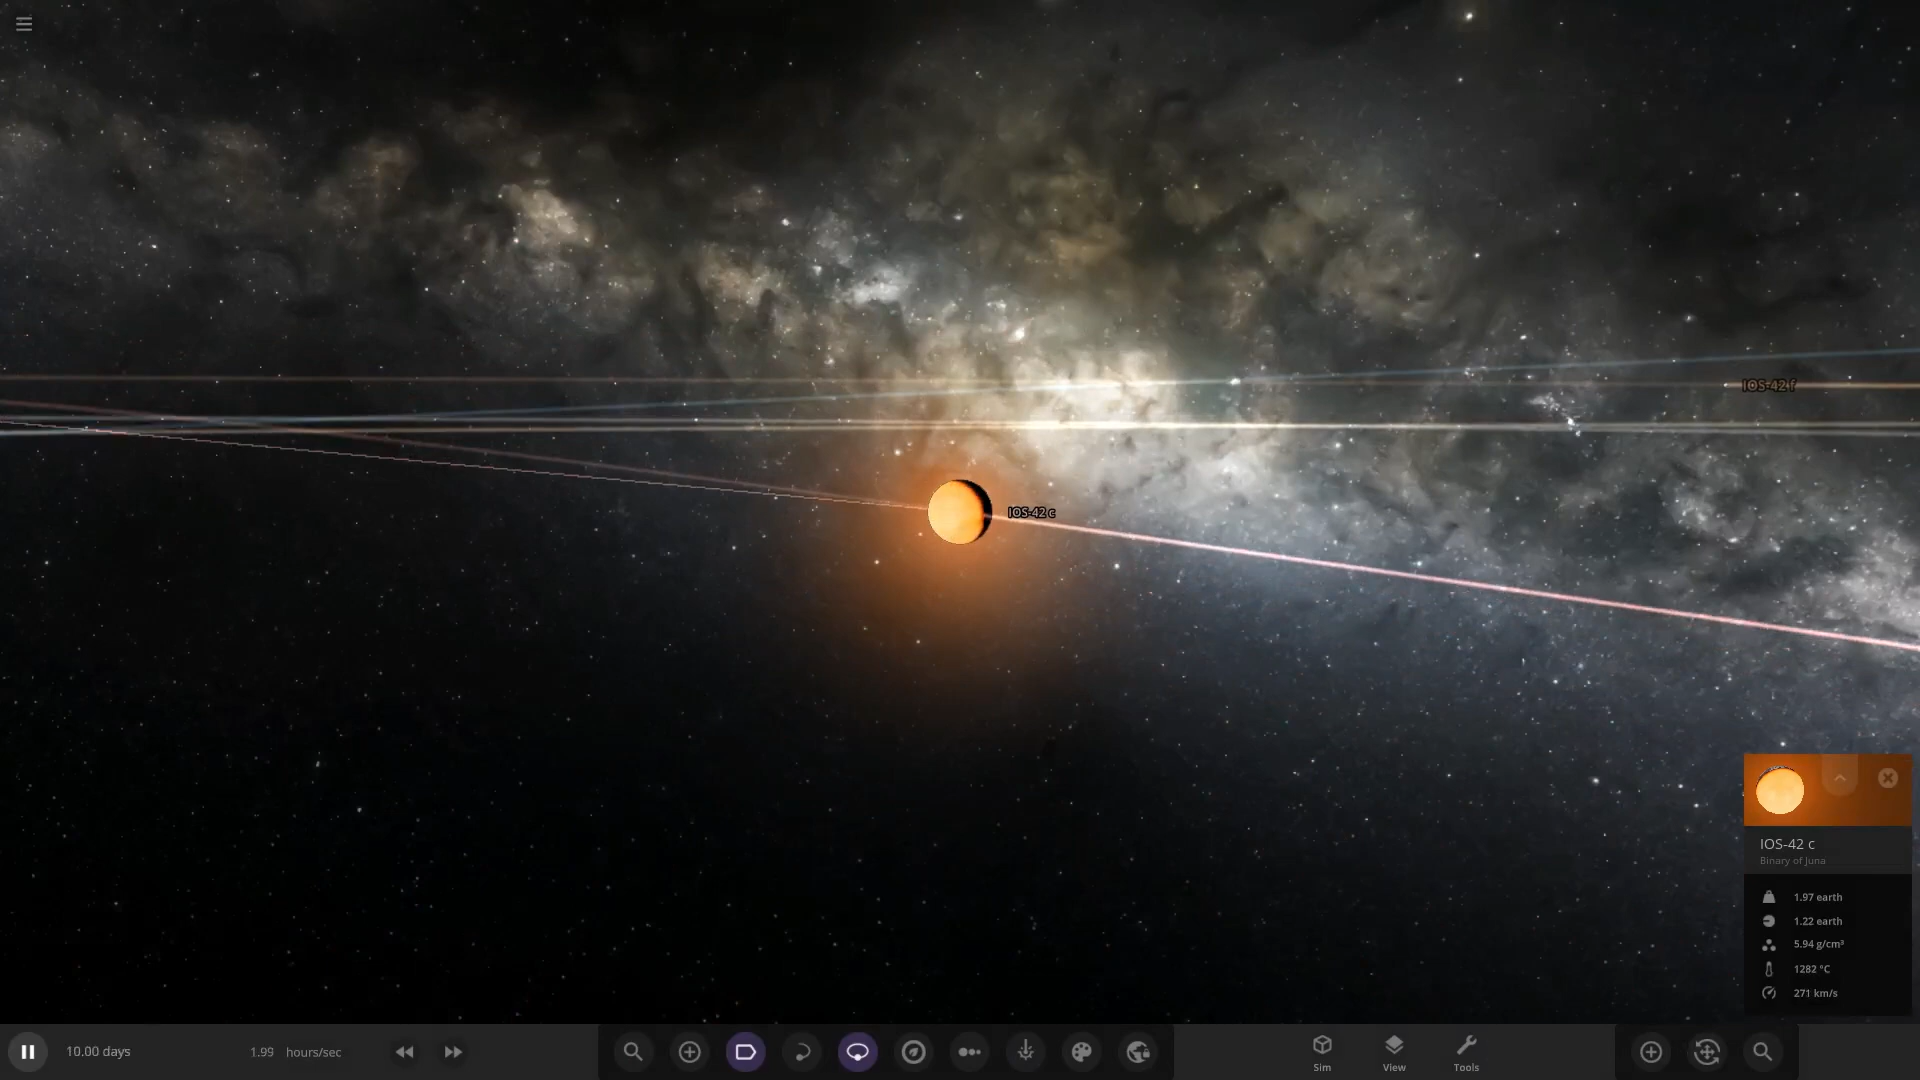 IOS-42 f
IOS-42 c
IOS-42 c
Binary of Juna
1.97 earth
1.22 earth
5.94 g/cm³
1282 °C
271 km/s
10.00 days
1.99 hours/sec
Sim
View
Tools